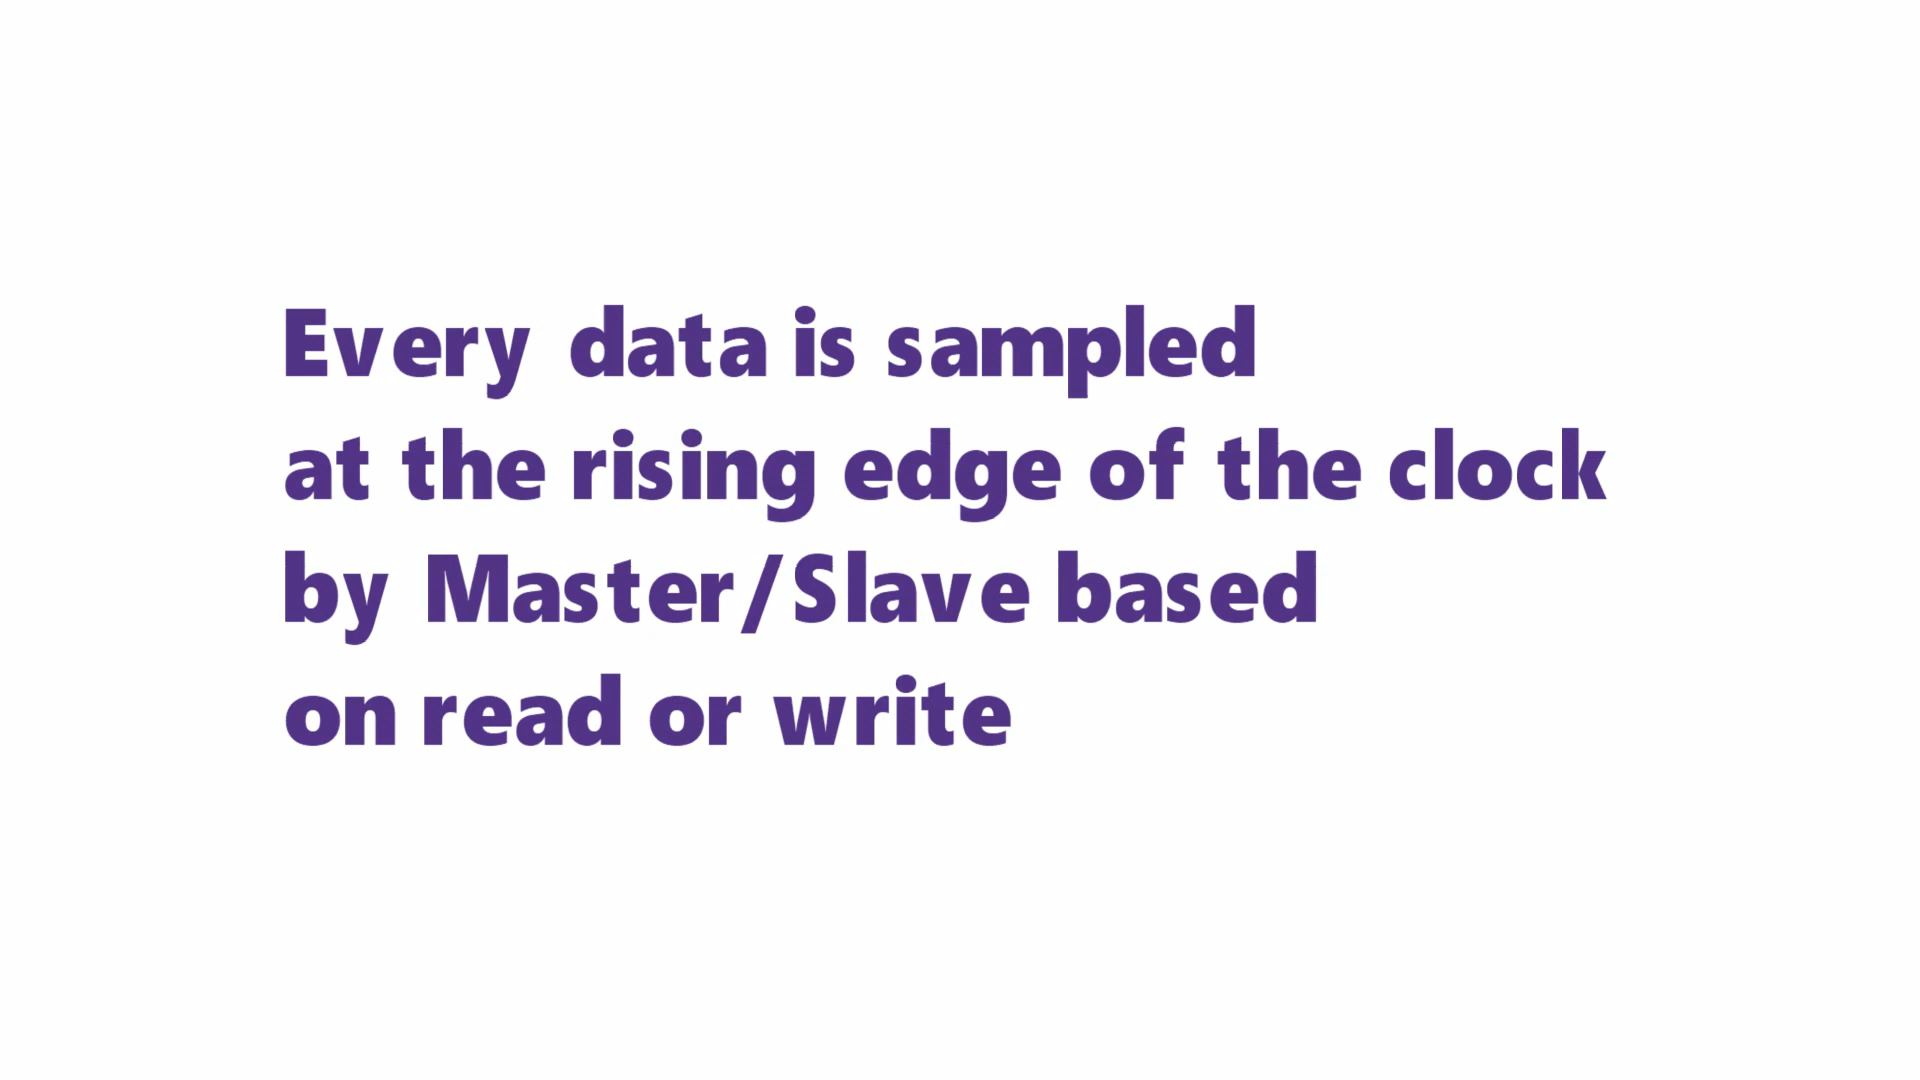 Every data is sampled
at the rising edge of the clock
by Master/Slave based
on read or write